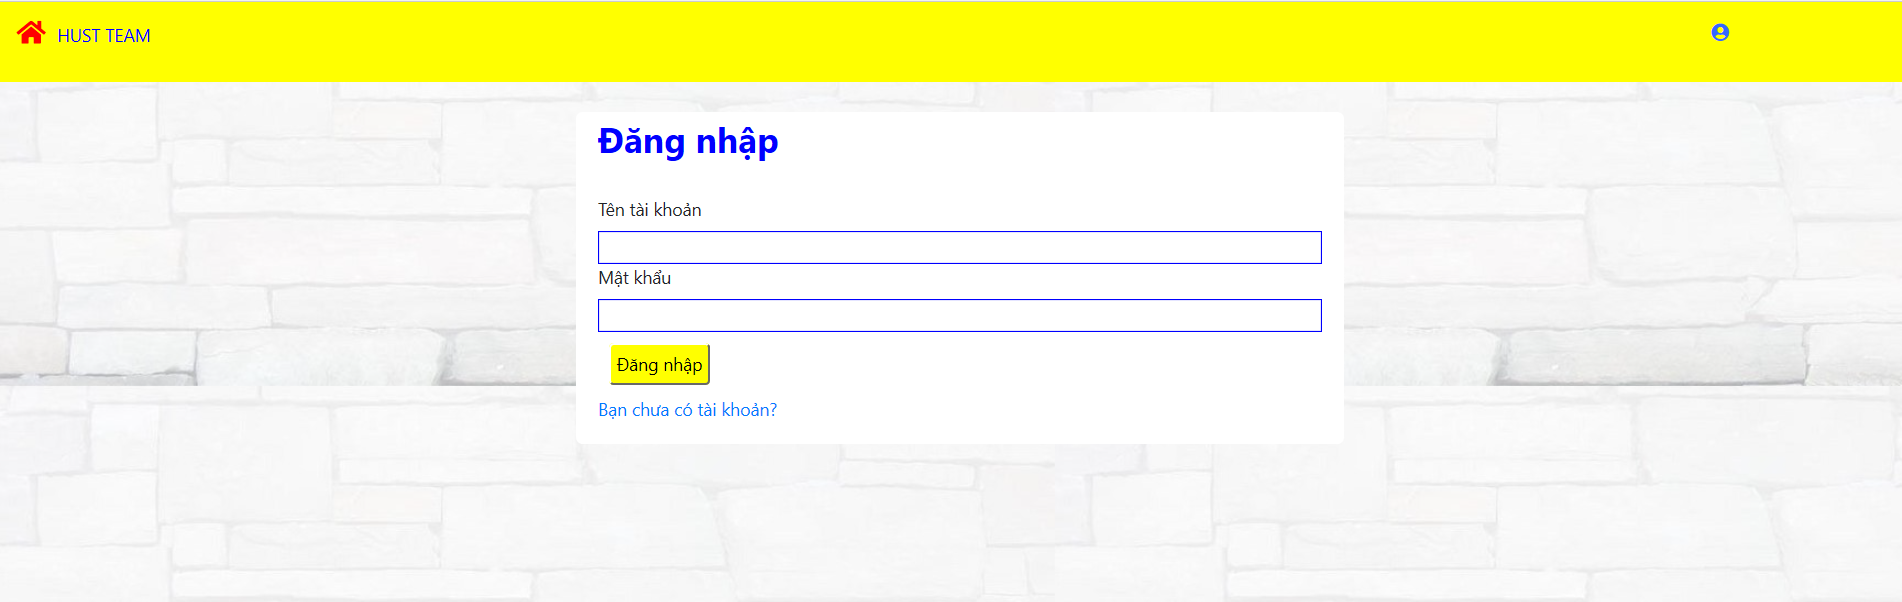 HUST TEAM
Đăng nhập
Tên tài khoản
Mật khẩu
Đăng nhập
Bạn chưa có tài khoản?